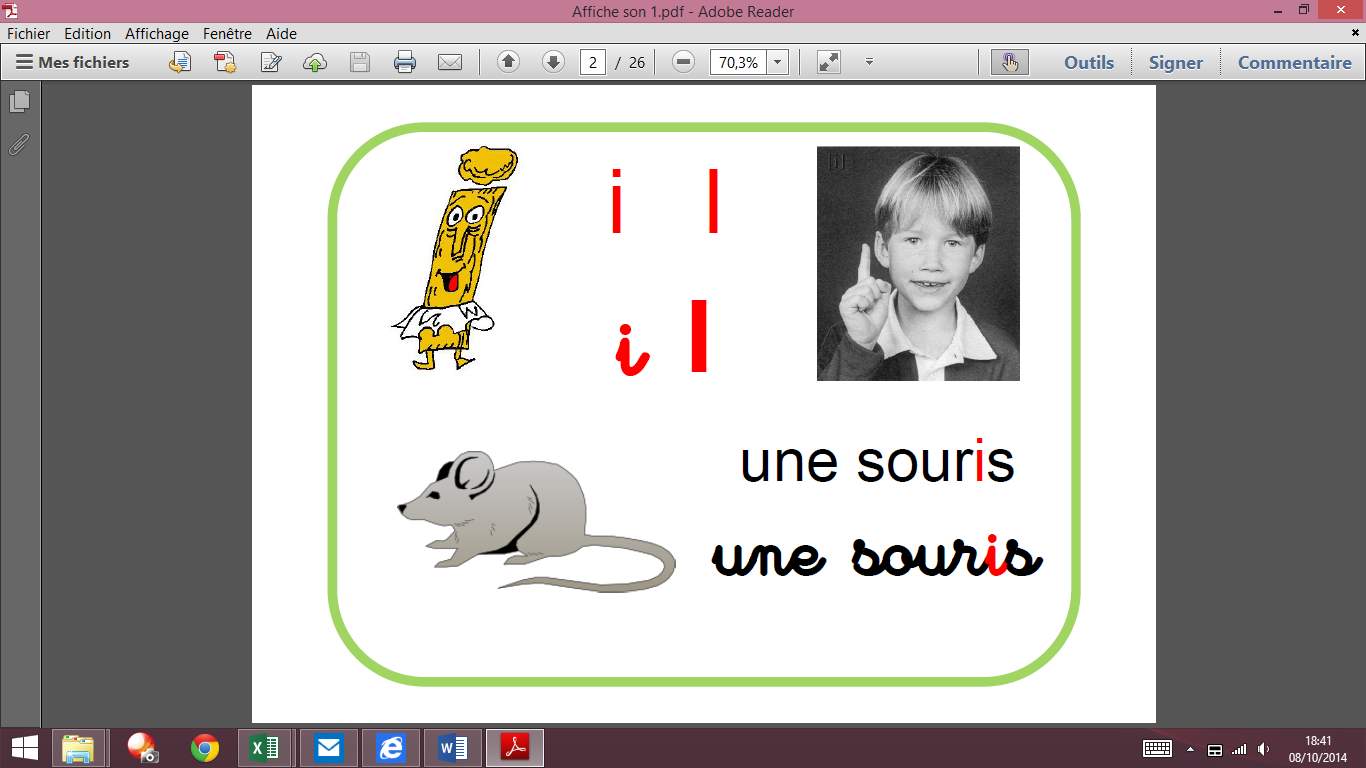 Affiche son 1.pdf - Adobe Reader
Fichier Edition Affichage Fenêtre Aide
Mes fichiers 2 / 26 70,3% Outils Signer Commentaire
[i]
i I
i I
une souris
une souris
18:41
08/10/2014